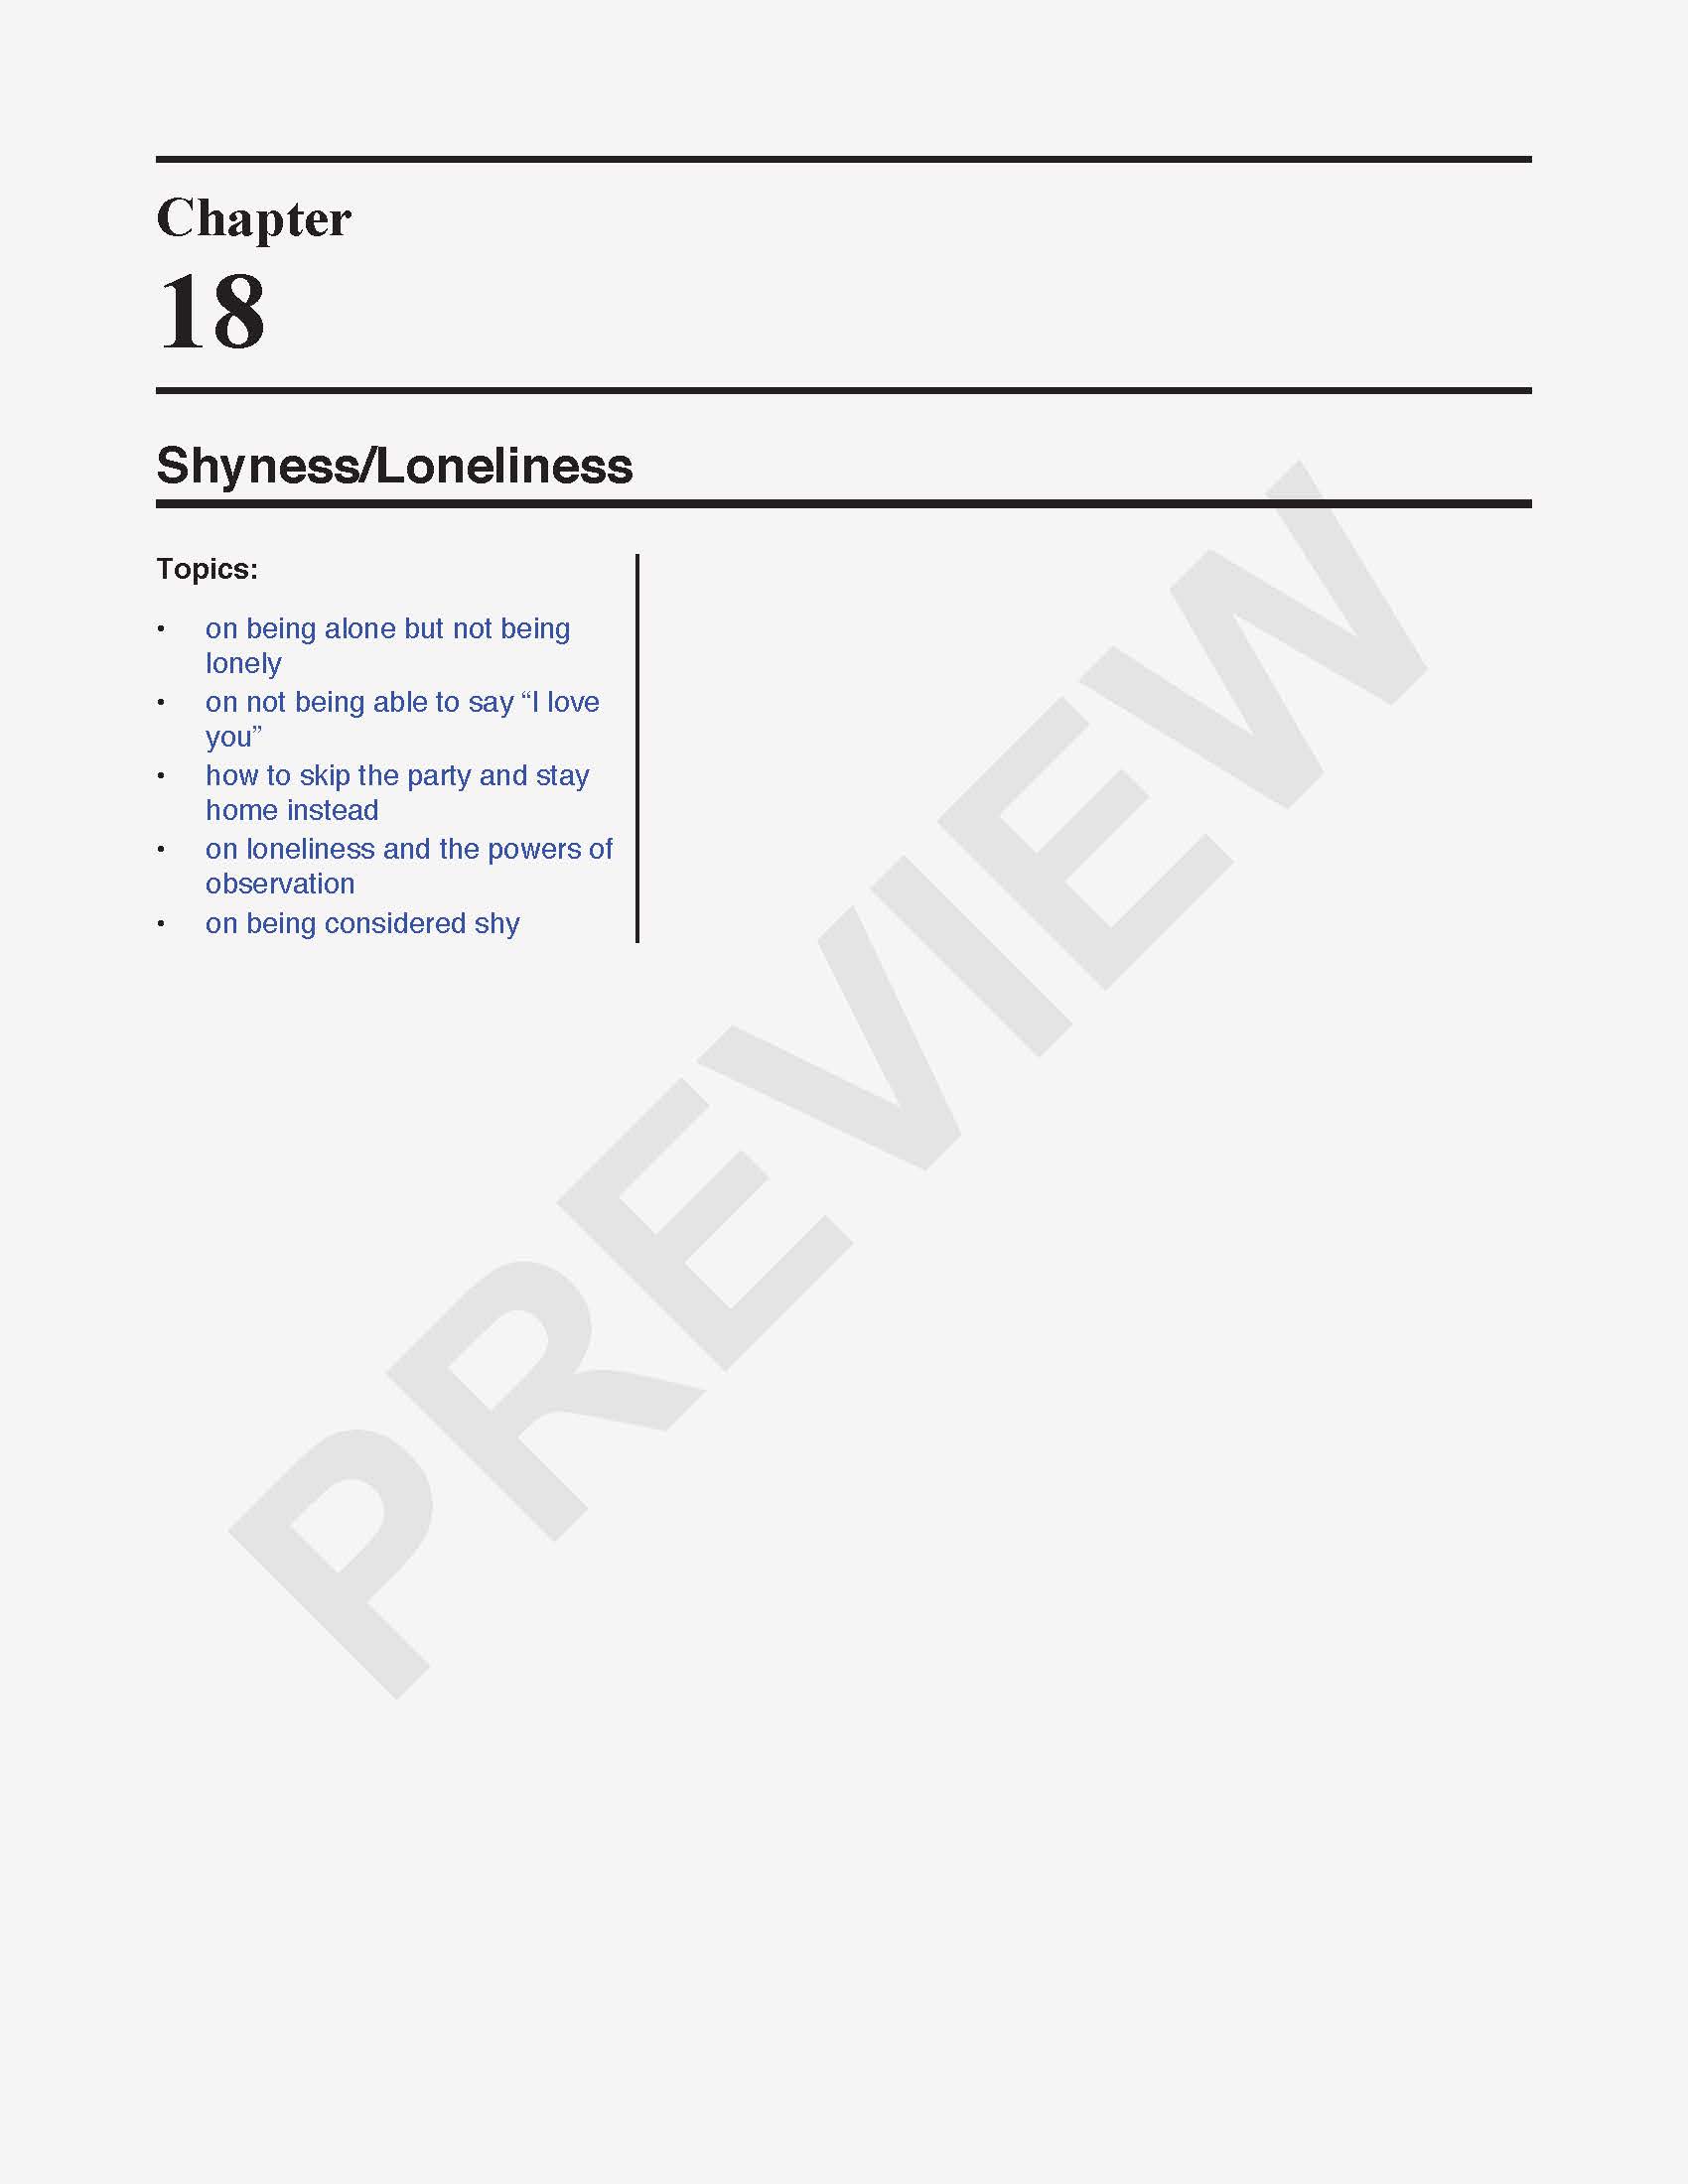 Chapter
18
Shyness/Loneliness
Topics:
• on being alone but not being
lonely
• on not being able to say “I love
you”
• how to skip the party and stay
home instead
• on loneliness and the powers of
observation
• on being considered shy
PREVIEW